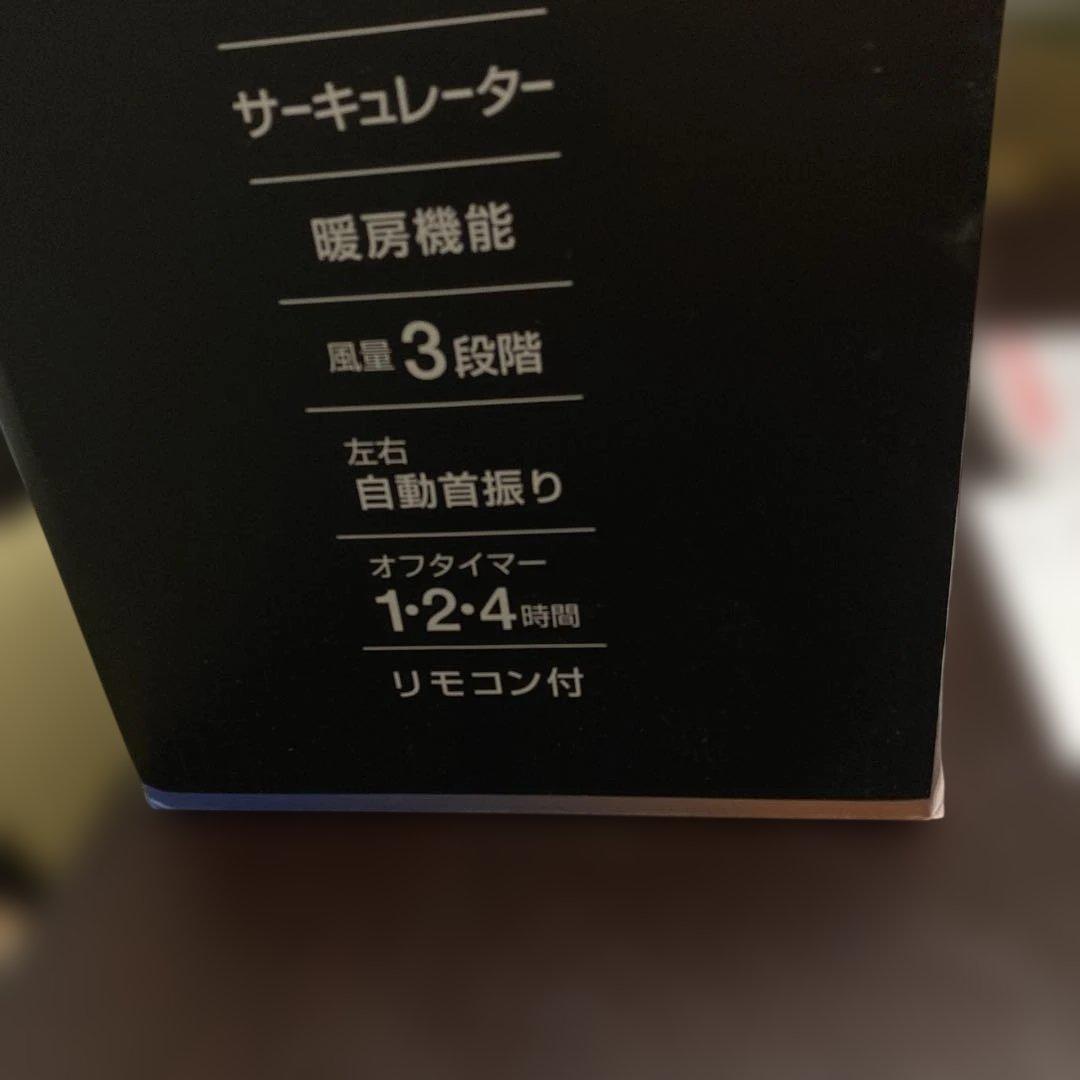 サーキュレーター
暖房機能
風量3段階
左右
自動首振り
オフタイマー
1・2・4時間
リモコン付